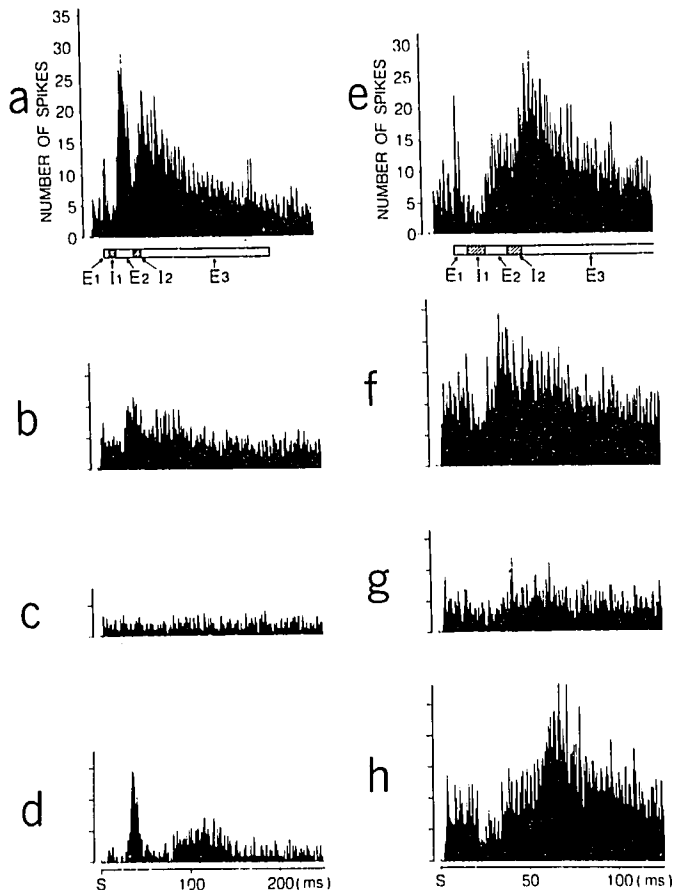 a
NUMBER OF SPIKES
35
30
25
20
15
10
5
0
E1 I1 E2 I2 E3
e
NUMBER OF SPIKES
30
25
20
15
10
5
0
E1 I1 E2 I2 E3
b
f
c
g
d
S 100 200(ms)
h
S 50 100(ms)